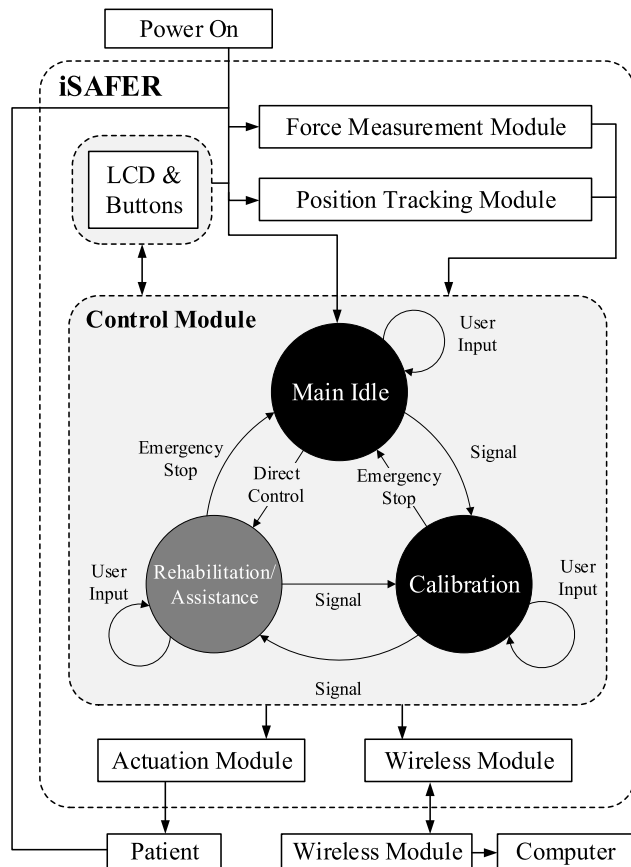 Power On
iSAFER
Force Measurement Module
LCD &
Buttons
Position Tracking Module
Control Module
User
Input
Main Idle
Emergency
Stop
Direct
Control
Emergency
Stop
Signal
User
Input
Rehabilitation/
Assistance
Signal
Calibration
User
Input
Signal
Actuation Module
Wireless Module
Patient
Wireless Module
Computer